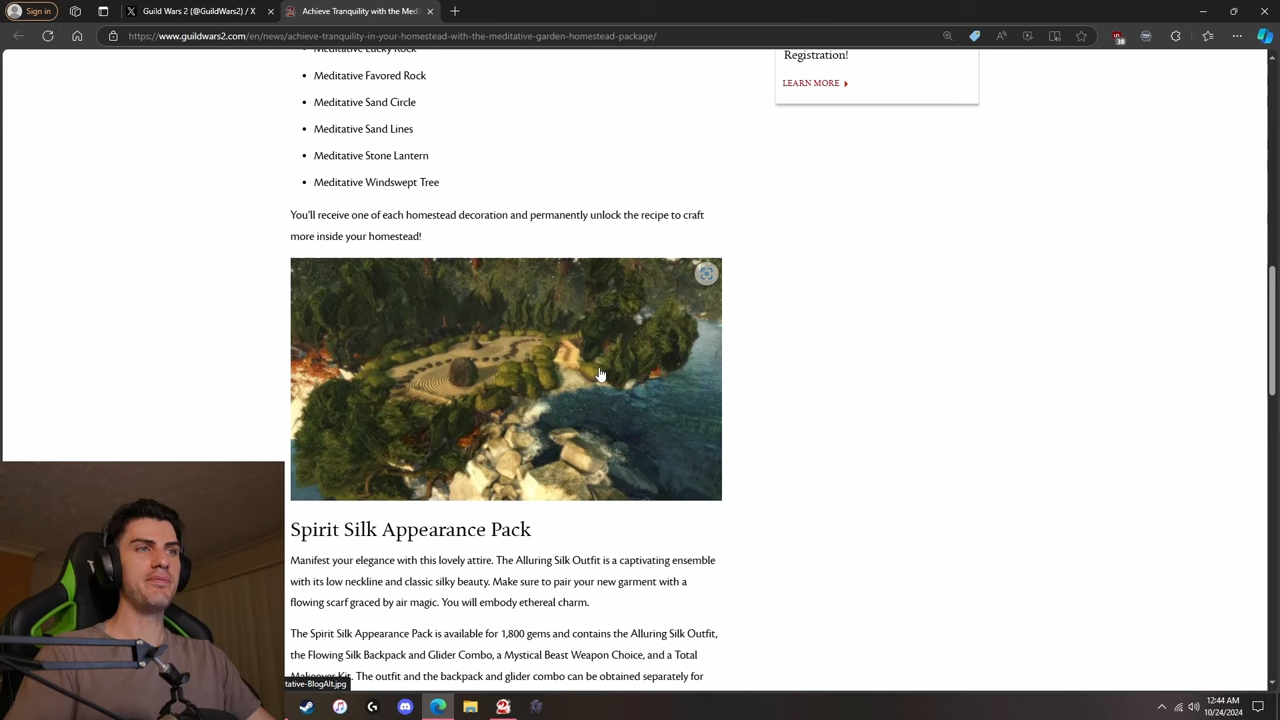 Sign in
Guild Wars 2 (@GuildWars2) / X
Achieve Tranquility in your Home
https://www.guildwars2.com/en/news/achieve-tranquility-in-your-homestead-with-the-meditative-garden-homestead-package/
38
Meditative Lucky Rock
Registration!
Meditative Favored Rock
LEARN MORE
Meditative Sand Circle
Meditative Sand Lines
Meditative Stone Lantern
Meditative Windswept Tree
You'll receive one of each homestead decoration and permanently unlock the recipe to craft
more inside your homestead!
Spirit Silk Appearance Pack
Manifest your elegance with this lovely attire. The Alluring Silk Outfit is a captivating ensemble
with its low neckline and classic silky beauty. Make sure to pair your new garment with a
flowing scarf graced by air magic. You will embody ethereal charm.
The Spirit Silk Appearance Pack is available for 1,800 gems and contains the Alluring Silk Outfit,
the Flowing Silk Backpack and Glider Combo, a Mystical Beast Weapon Choice, and a Total
Makeover Kit. The outfit and the backpack and glider combo can be obtained separately for
tative-BlogAlt.jpg
12:44 AM
10/24/2024